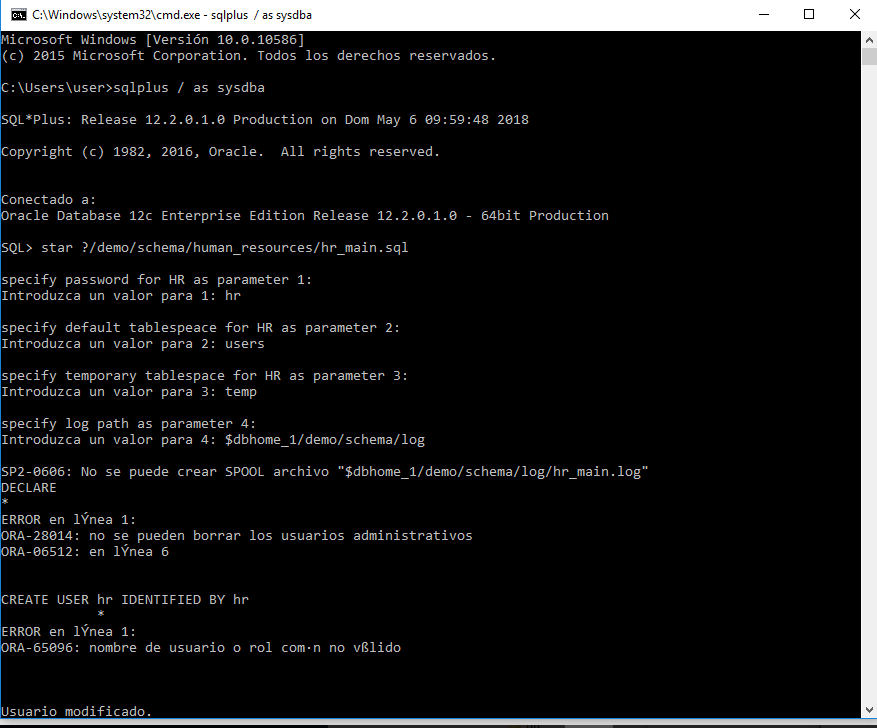 C:\Windows\system32\cmd.exe - sqlplus / as sysdba
Microsoft Windows [Versión 10.0.10586]
(c) 2015 Microsoft Corporation. Todos los derechos reservados.
C:\Users\user>sqlplus / as sysdba
SQL*Plus: Release 12.2.0.1.0 Production on Dom May 6 09:59:48 2018
Copyright (c) 1982, 2016, Oracle.  All rights reserved.
Conectado a:
Oracle Database 12c Enterprise Edition Release 12.2.0.1.0 - 64bit Production
SQL> star ?/demo/schema/human_resources/hr_main.sql
specify password for HR as parameter 1:
Introduzca un valor para 1: hr
specify default tablespeace for HR as parameter 2:
Introduzca un valor para 2: users
specify temporary tablespace for HR as parameter 3:
Introduzca un valor para 3: temp
specify log path as parameter 4:
Introduzca un valor para 4: $dbhome_1/demo/schema/log
SP2-0606: No se puede crear SPOOL archivo "$dbhome_1/demo/schema/log/hr_main.log"
DECLARE
*
ERROR en lÝnea 1:
ORA-28014: no se pueden borrar los usuarios administrativos
ORA-06512: en lÝnea 6
CREATE USER hr IDENTIFIED BY hr
            *
ERROR en lÝnea 1:
ORA-65096: nombre de usuario o rol com·n no vßlido
Usuario modificado.